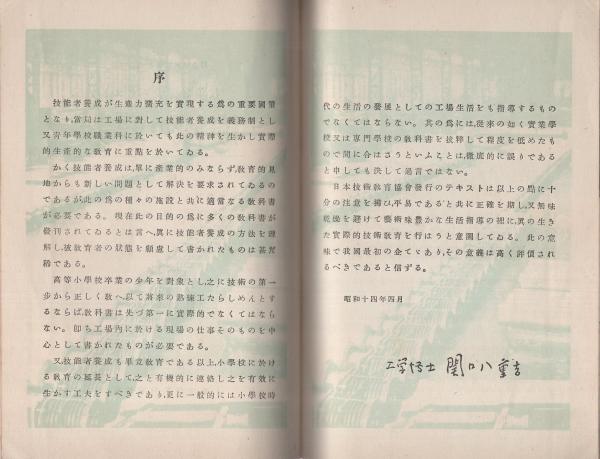 序
技能者養成が生産力擴充を實現する爲の重要國策
となり,當局は工場に對して技能者養成を義務制とし
又靑年學校職業科に於いても此の精神を生かし實際
的生産的な敎育に重點を於いてゐる。
かく技能者養成は,單に產業的のみならず,敎育的見
地からも新しい問題として解決を要求されてゐるの
であるが,此の爲の種々の施設と共に適當なる敎科書
が必要である。現在此の目的の爲に多くの敎科書が
發刊されてゐるとは言へ,眞に技能者養成の方法を理
解し,被敎育者の狀態を顧慮して書かれたものは甚だ
稀である。
高等小學校卒業の少年を對象とし,之に技術の第一
步から正しく敎へ,以て將來の熟練工たらしめんとす
るならば,敎科書は先づ第一に實際的でなくてはなら
ない。卽ち工場內に於ける現場の仕事そのものを中
心として書かれたものが必要である。
又技能者養成も畢竟敎育である以上,小學校に於け
る敎育の延長として,之と有機的に連絡し之を有效に
生かす工夫をすべきであり,更に一般的には小學校時
代の生活の發展としての工場生活をも指導するもの
でなくてはならない。其の爲には,從來の如く實業學
校又は專門學校の敎科書を拔粹して程度を低めたも
ので間に合はさうといふことは,徹底的に誤りである
と申しても決して過言ではない。
日本技術敎育協會發行のテキストは以上の點に十
分の注意を拂ひ,平易であると共に正確を期し,又無味
乾燥を避けて藝術味豐かな生活指導の裡に,眞の生き
た實際的技術敎育を行はうと意圖してゐる。此の意
味で我國最初の企てゞあり,その意義は高く評價され
るべきであると信ずる。
昭和十四年四月
工學博士 關口八重吉